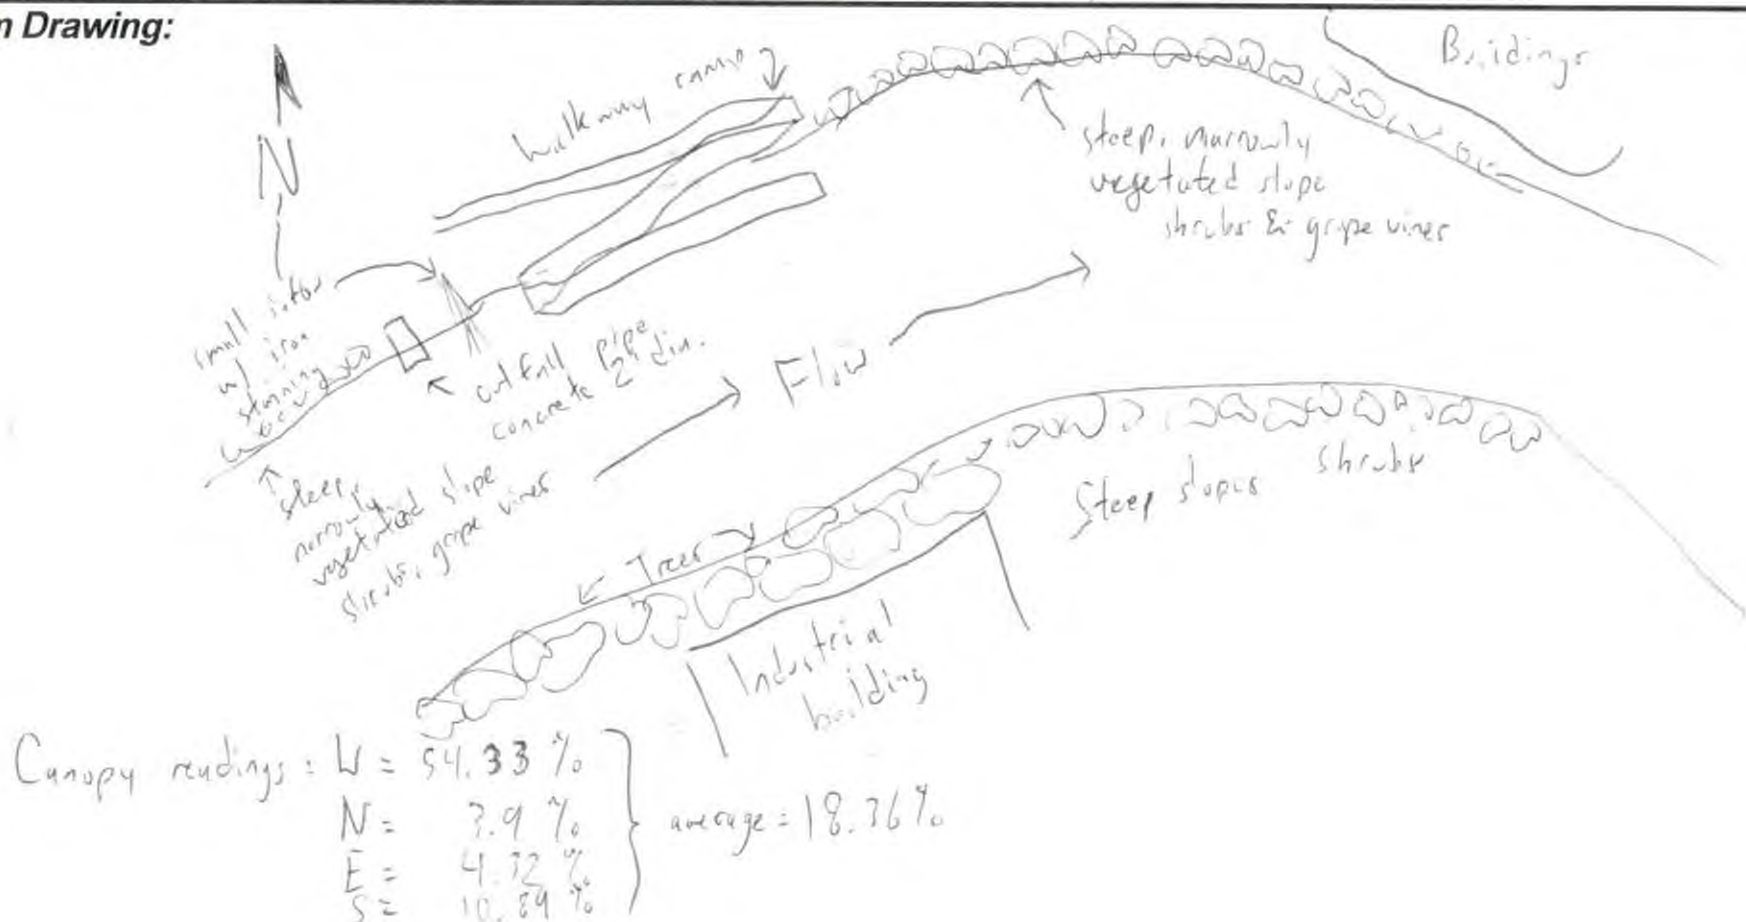 m Drawing:
N
Walkway ramp
Buildings
steep, narrowly
vegetated slope
shrubs & grape vines
small
w/ iron
staining
outfall pipe
concrete 2' dia.
Flow
steep,
narrowly
vegetated slope
shrubs, grape vines
Trees
Steep slopes
Shrubs
Industrial
building
Canopy readings: W = 54.33 %
N = 3.9 %
E = 4.32 %
S = 10.89 %
average = 18.36%